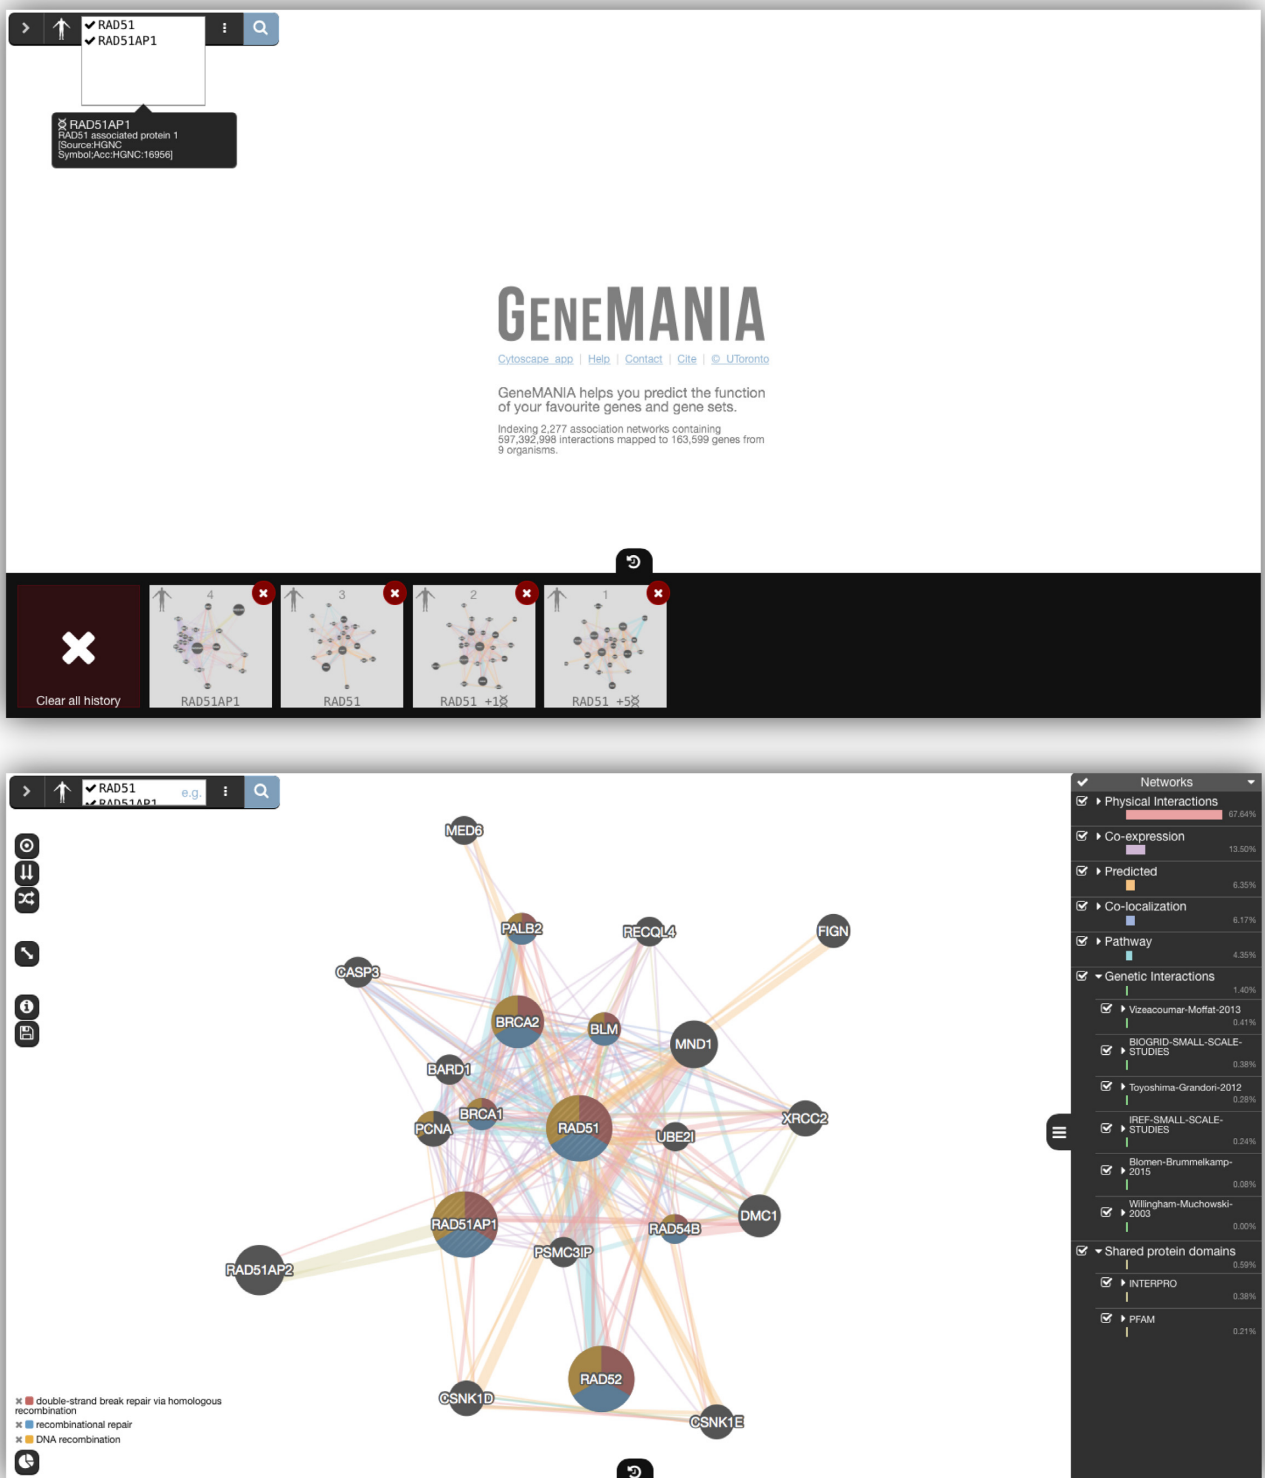 RAD51
RAD51AP1
RAD51AP1
RAD51 associated protein 1
[Source:HGNC
Symbol;Acc:HGNC:16956]
GENEMANIA
Cytoscape app | Help | Contact | Cite | © UToronto
GeneMANIA helps you predict the function
of your favourite genes and gene sets.
Indexing 2,277 association networks containing
597,392,998 interactions mapped to 163,599 genes from
9 organisms.
Clear all history
4
RAD51AP1
3
RAD51
2
RAD51 +1
1
RAD51 +5
RAD51
RAD51AP1
e.g.
MED6
PALB2
RECQL4
FIGN
CASP3
BRCA2
BLM
MND1
BARD1
BRCA1
PCNA
RAD51
UBE2I
XRCC2
RAD51AP1
RAD54B
DMC1
PSMC3IP
RAD51AP2
RAD52
CSNK1D
CSNK1E
double-strand break repair via homologous
recombination
recombinational repair
DNA recombination
Networks
Physical Interactions
67.64%
Co-expression
13.50%
Predicted
6.35%
Co-localization
6.17%
Pathway
4.35%
Genetic Interactions
1.40%
Vizeacoumar-Moffat-2013
0.41%
BIOGRID-SMALL-SCALE-
STUDIES
0.38%
Toyoshima-Grandori-2012
0.28%
IREF-SMALL-SCALE-
STUDIES
0.24%
Blomen-Brummelkamp-
2015
0.08%
Willingham-Muchowski-
2003
0.00%
Shared protein domains
0.59%
INTERPRO
0.38%
PFAM
0.21%